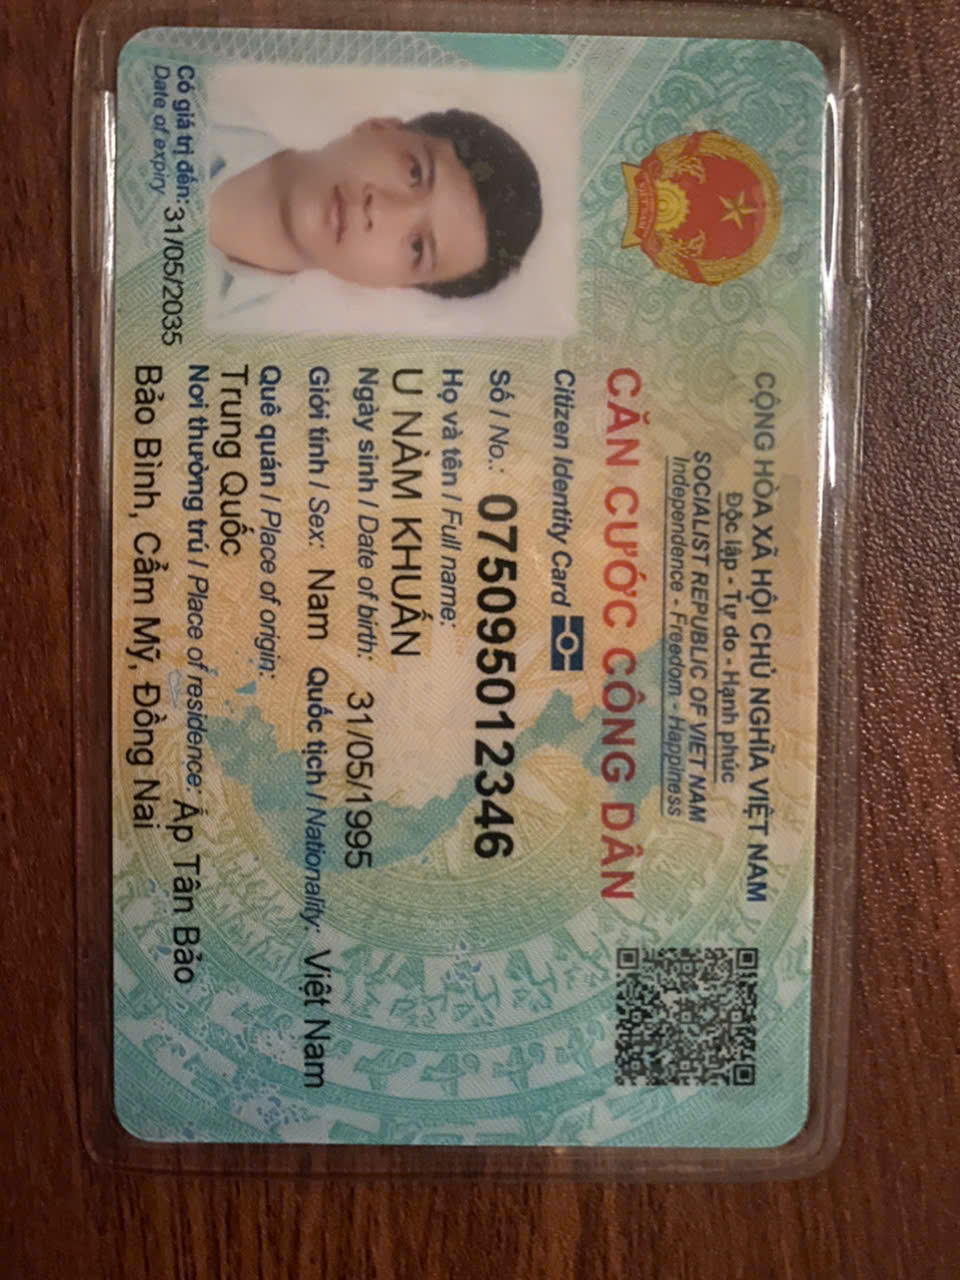 CỘNG HÒA XÃ HỘI CHỦ NGHĨA VIỆT NAM
Độc lập - Tự do - Hạnh phúc
SOCIALIST REPUBLIC OF VIET NAM
Independence - Freedom - Happiness
CĂN CƯỚC CÔNG DÂN
Citizen Identity Card
Số / No.: 075095012346
Họ và tên / Full name:
U NÀM KHUẤN
Ngày sinh / Date of birth: 31/05/1995
Giới tính / Sex: Nam Quốc tịch / Nationality: Việt Nam
Quê quán / Place of origin:
Trung Quốc
Nơi thường trú / Place of residence: Ấp Tân Bảo
Bảo Bình, Cẩm Mỹ, Đồng Nai
Có giá trị đến: 31/05/2035
Date of expiry